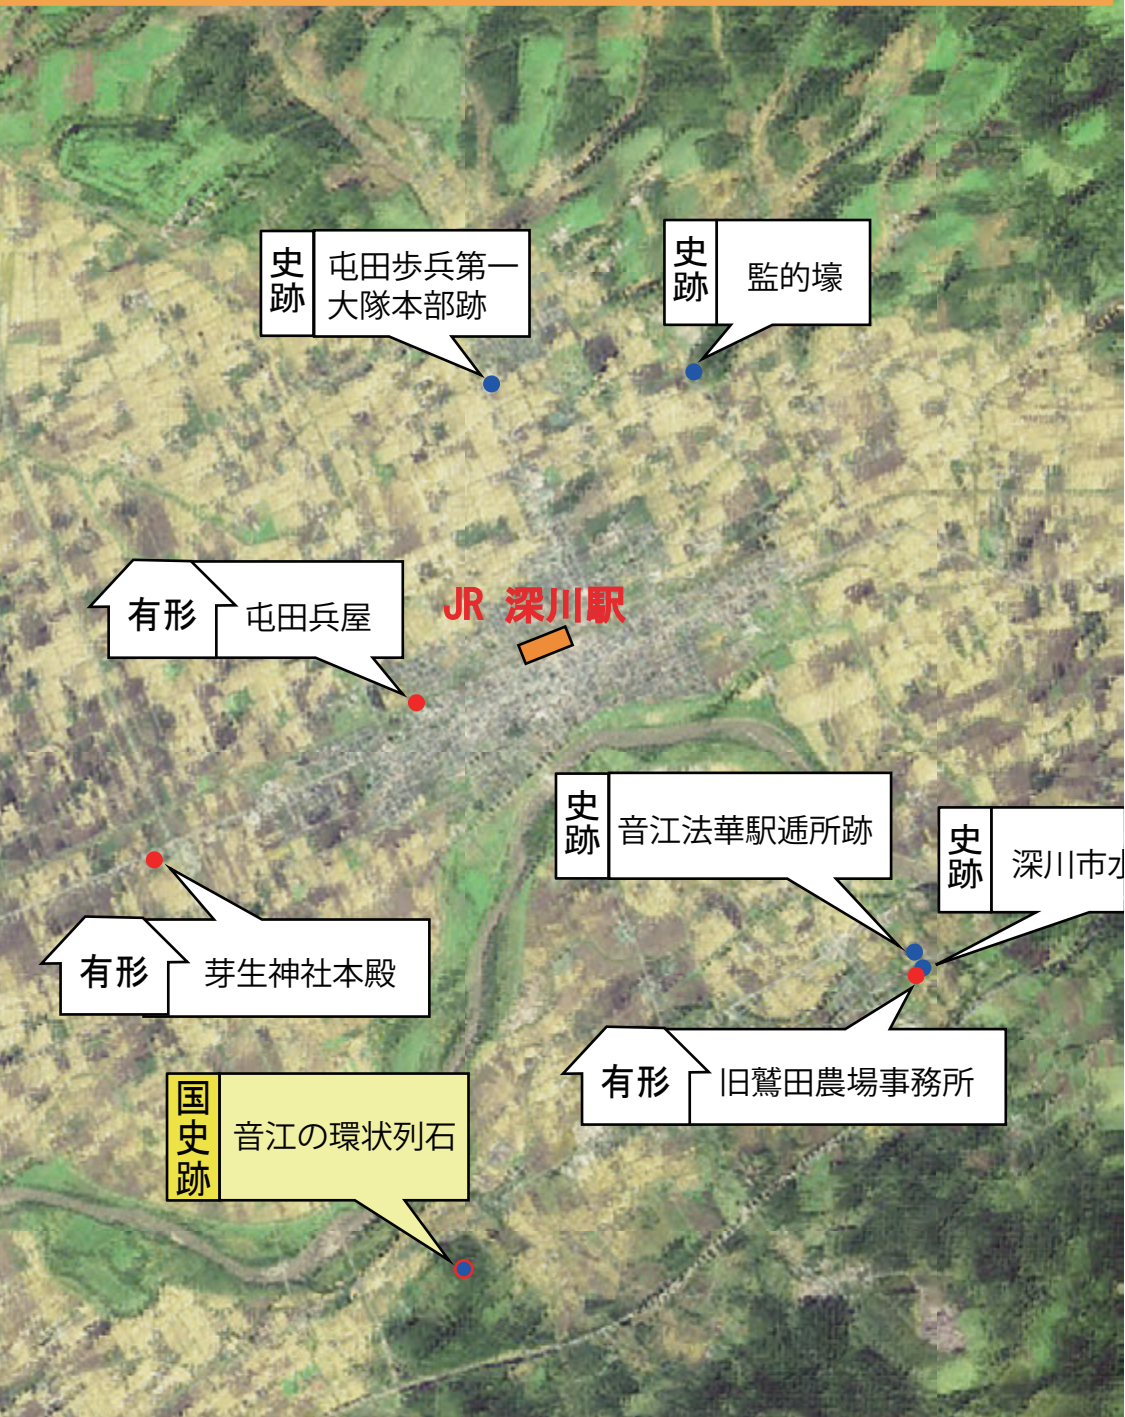 史跡
屯田歩兵第一
大隊本部跡
史跡
監的壕
有形
屯田兵屋
JR 深川駅
史跡
音江法華駅逓所跡
史跡
深川市水
有形
芽生神社本殿
有形
旧鷲田農場事務所
国史跡
音江の環状列石